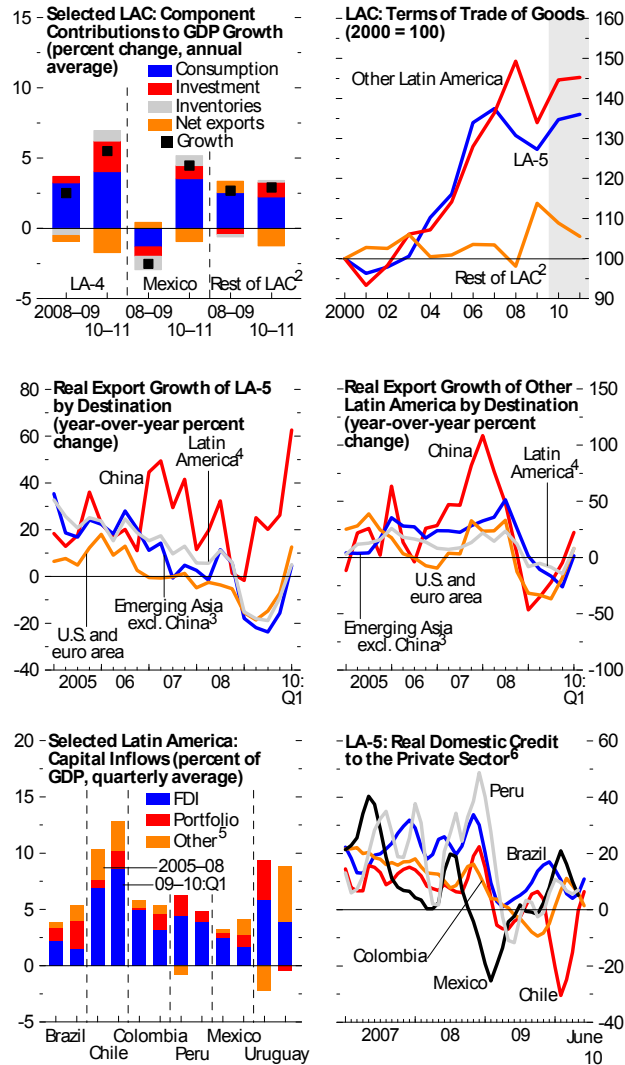 Selected LAC: Component
Contributions to GDP Growth
(percent change, annual
average)
Consumption
Investment
Inventories
Net exports
Growth
15
10
5
0
-5
LA-4
Mexico
Rest of LAC2
2008–09
10–11
08–09
10–11
08–09
10–11
LAC: Terms of Trade of Goods
(2000 = 100)
Other Latin America
LA-5
Rest of LAC2
160
150
140
130
120
110
100
90
2000
02
04
06
08
10
Real Export Growth of LA-5
by Destination
(year-over-year percent
change)
Latin
America4
China
Emerging Asia
excl. China3
U.S. and
euro area
80
60
40
20
0
-20
-40
2005
06
07
08
09
10:
Q1
Real Export Growth of Other
Latin America by Destination
(year-over-year percent
change)
China
Latin
America4
U.S. and
euro area
Emerging Asia
excl. China3
150
100
50
0
-50
-100
2005
06
07
08
09
10:
Q1
Selected Latin America:
Capital Inflows (percent of
GDP, quarterly average)
FDI
Portfolio
Other5
2005–08
09–10:Q1
20
15
10
5
0
-5
Brazil
Chile
Colombia
Peru
Mexico
Uruguay
LA-5: Real Domestic Credit
to the Private Sector6
Peru
Brazil
Colombia
Mexico
Chile
60
40
20
0
-20
-40
2007
08
09
June
10